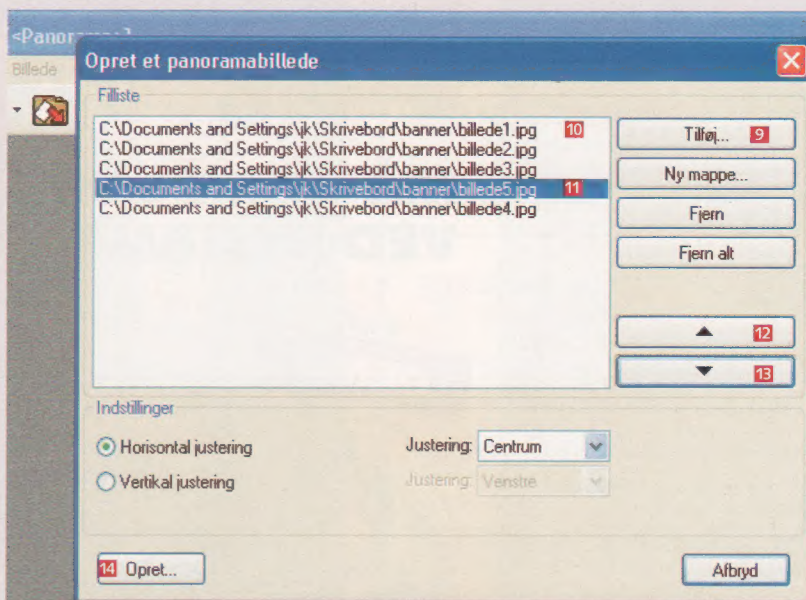 <Panorama>
Opret et panoramabillede
Billede
Filliste
C:\Documents and Settings\jk\Skrivebord\banner\billede1.jpg 10
C:\Documents and Settings\jk\Skrivebord\banner\billede2.jpg
C:\Documents and Settings\jk\Skrivebord\banner\billede3.jpg
C:\Documents and Settings\jk\Skrivebord\banner\billede5.jpg 11
C:\Documents and Settings\jk\Skrivebord\banner\billede4.jpg
Tilføj... 9
Ny mappe...
Fjern
Fjern alt
12
13
Indstillinger
Horisontal justering
Justering: Centrum
Vertikal justering
Justering: Venstre
14 Opret...
Afbryd